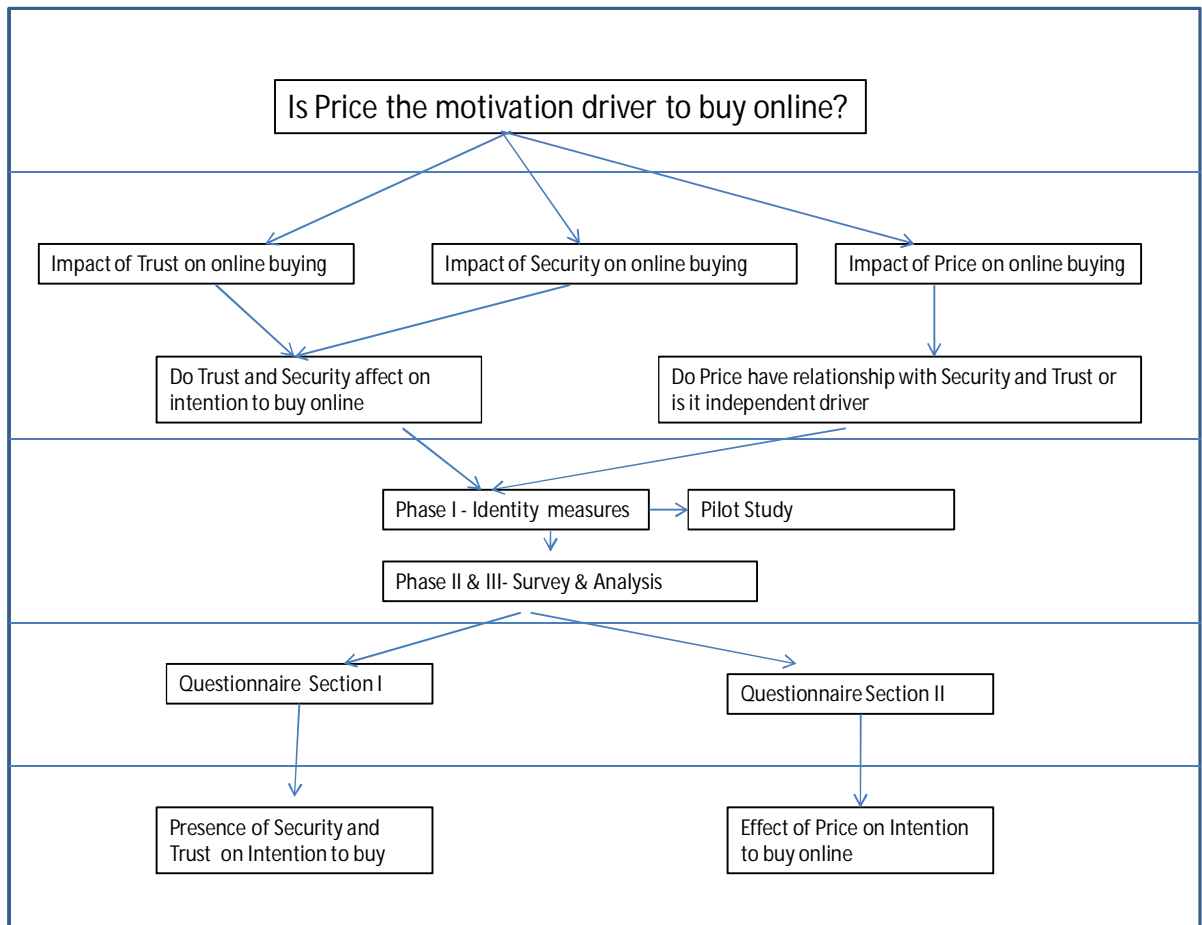 Is Price the motivation driver to buy online?
Impact of Trust on online buying
Impact of Security on online buying
Impact of Price on online buying
Do Trust and Security affect on
intention to buy online
Do Price have relationship with Security and Trust or
is it independent driver
Phase I - Identity measures
Pilot Study
Phase II & III- Survey & Analysis
Questionnaire Section I
Questionnaire Section II
Presence of Security and
Trust on Intention to buy
Effect of Price on Intention
to buy online